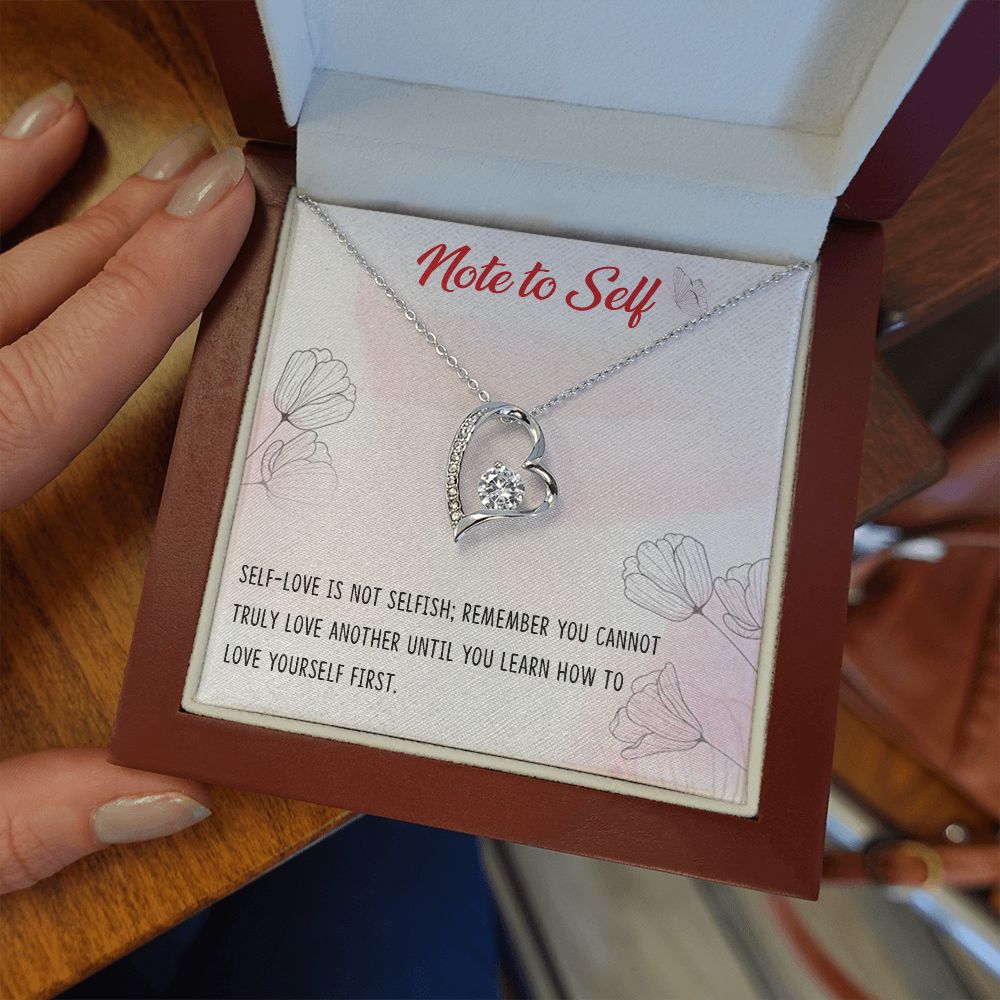 Note to Self
SELF-LOVE IS NOT SELFISH; REMEMBER YOU CANNOT
TRULY LOVE ANOTHER UNTIL YOU LEARN HOW TO
LOVE YOURSELF FIRST.